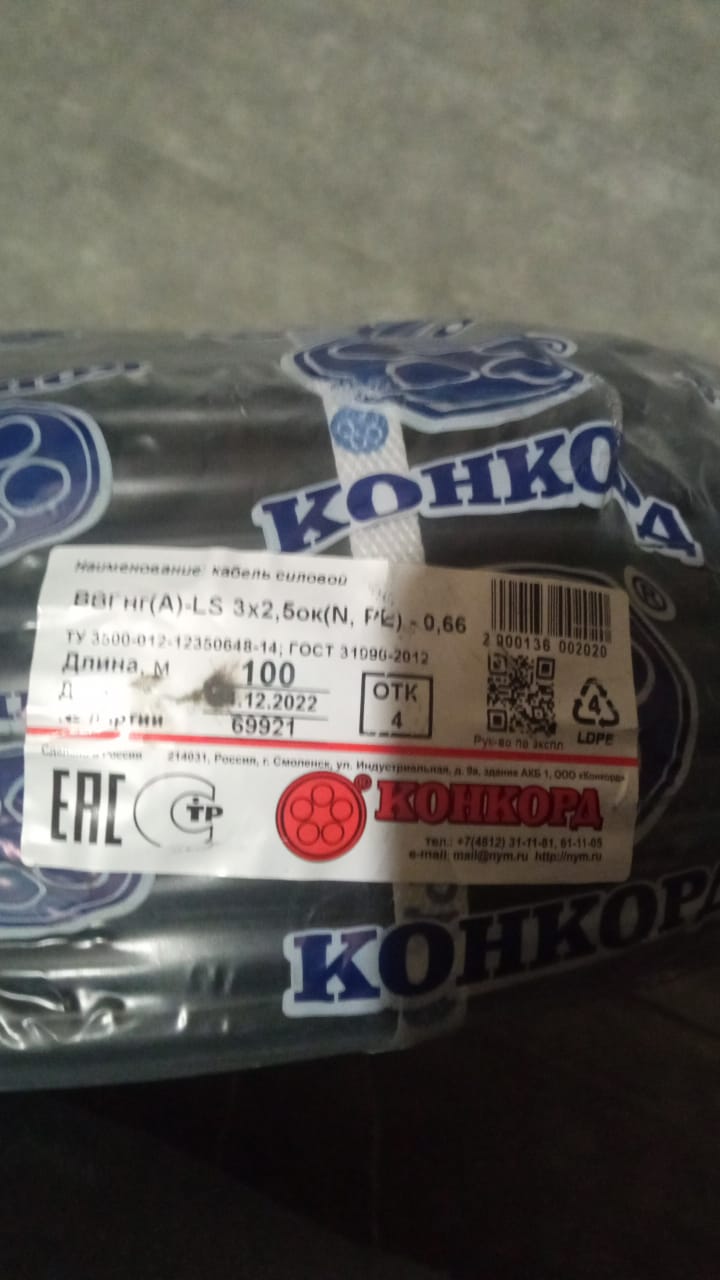 КОНКОРД
Наименование: кабель силовой
ВВГнг(А)-LS 3х2,5ок(N, PE) - 0,66
ТУ 3500-012-12350648-14; ГОСТ 31996-2012
2 900136 002020
Длина, м 100
Д .12.2022
партии 69921
ОТК
4
Рук-во по экспл
4
LDPE
Сделано в России 214031, Россия, г. Смоленск, ул. Индустриальная, д. 9а, здание АКБ 1, ООО «Конкорд»
ЕАС
СТР
КОНКОРД
тел.: +7(4812) 31-11-81, 61-11-05
e-mail: mail@nym.ru http://nym.ru
КОНКОРД